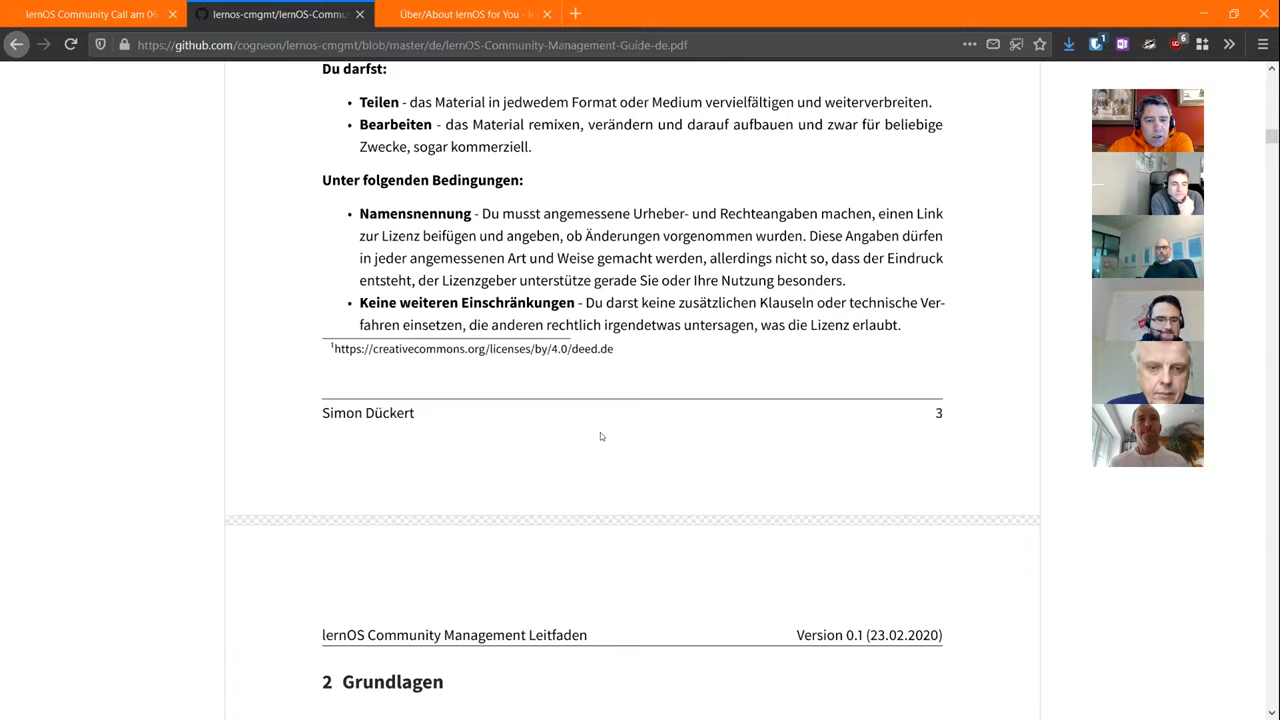 lernOS Community Call am 06
lernos-cmgmt/lernOS-Commu
Über/About lernOS for You - l
https://github.com/cogneon/lernos-cmgmt/blob/master/de/lernOS-Community-Management-Guide-de.pdf
1
6
Du darfst:
• Teilen - das Material in jedwedem Format oder Medium vervielfältigen und weiterverbreiten.
• Bearbeiten - das Material remixen, verändern und darauf aufbauen und zwar für beliebige
Zwecke, sogar kommerziell.
Unter folgenden Bedingungen:
• Namensnennung - Du musst angemessene Urheber- und Rechteangaben machen, einen Link
zur Lizenz beifügen und angeben, ob Änderungen vorgenommen wurden. Diese Angaben dürfen
in jeder angemessenen Art und Weise gemacht werden, allerdings nicht so, dass der Eindruck
entsteht, der Lizenzgeber unterstütze gerade Sie oder Ihre Nutzung besonders.
• Keine weiteren Einschränkungen - Du darst keine zusätzlichen Klauseln oder technische Ver-
fahren einsetzen, die anderen rechtlich irgendetwas untersagen, was die Lizenz erlaubt.
¹https://creativecommons.org/licenses/by/4.0/deed.de
Simon Dückert 3
lernOS Community Management Leitfaden Version 0.1 (23.02.2020)
2 Grundlagen